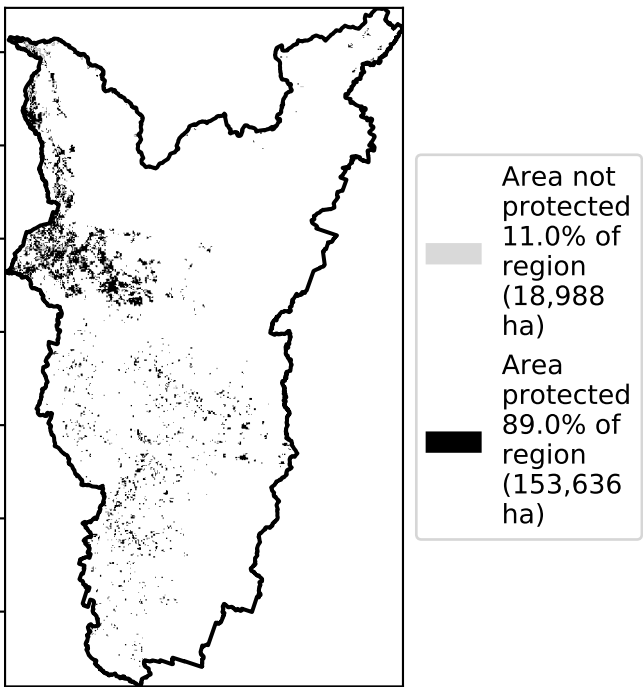 Area not
protected
11.0% of
region
(18,988
ha)
Area
protected
89.0% of
region
(153,636
ha)